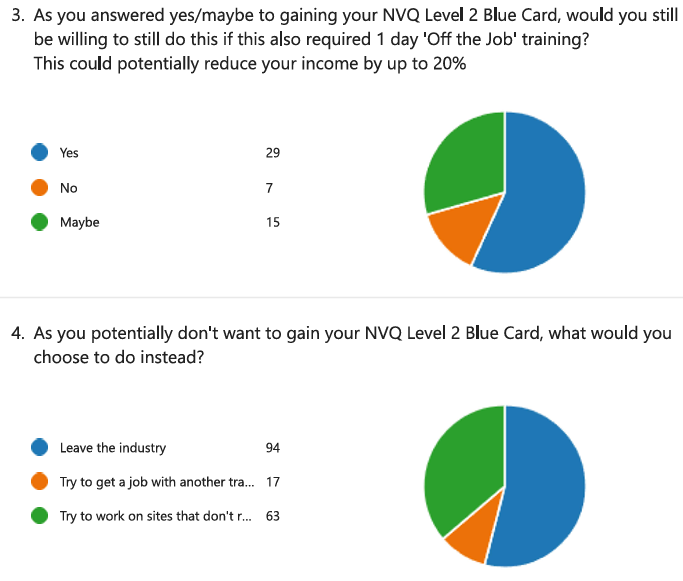 3. As you answered yes/maybe to gaining your NVQ Level 2 Blue Card, would you still
be willing to still do this if this also required 1 day 'Off the Job' training?
This could potentially reduce your income by up to 20%
Yes 29
No 7
Maybe 15
4. As you potentially don't want to gain your NVQ Level 2 Blue Card, what would you
choose to do instead?
Leave the industry 94
Try to get a job with another tra... 17
Try to work on sites that don't r... 63